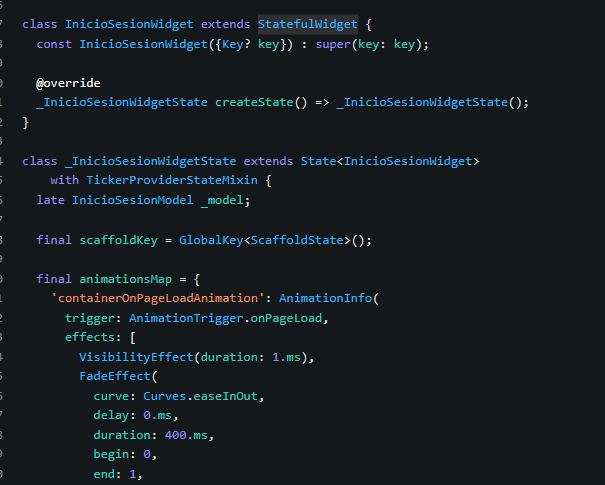 class InicioSesionWidget extends StatefulWidget {
const InicioSesionWidget({Key? key}) : super(key: key);
@override
_InicioSesionWidgetState createState() => _InicioSesionWidgetState();
}
class _InicioSesionWidgetState extends State<InicioSesionWidget>
with TickerProviderStateMixin {
late InicioSesionModel _model;
final scaffoldKey = GlobalKey<ScaffoldState>();
final animationsMap = {
'containerOnPageLoadAnimation': AnimationInfo(
trigger: AnimationTrigger.onPageLoad,
effects: [
VisibilityEffect(duration: 1.ms),
FadeEffect(
curve: Curves.easeInOut,
delay: 0.ms,
duration: 400.ms,
begin: 0,
end: 1,